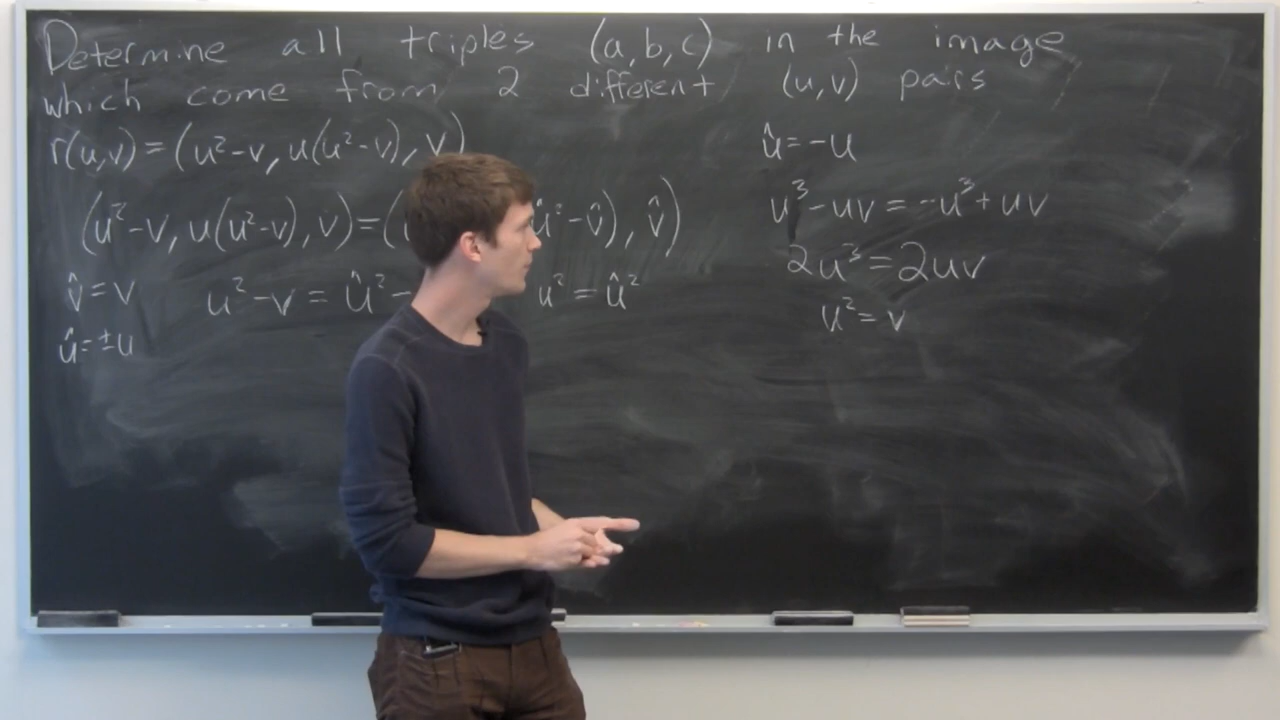 Determine all triples (a,b,c) in the image
which come from 2 different (u,v) pairs
r(u,v)=(u²-v, u(u²-v), v)
(u²-v, u(u²-v), v)=( û²-v̂), v̂)
v̂=v u²-v = û²- u² = û²
û=±u
û=-u
u³-uv=-u³+uv
2u³=2uv
u²=v